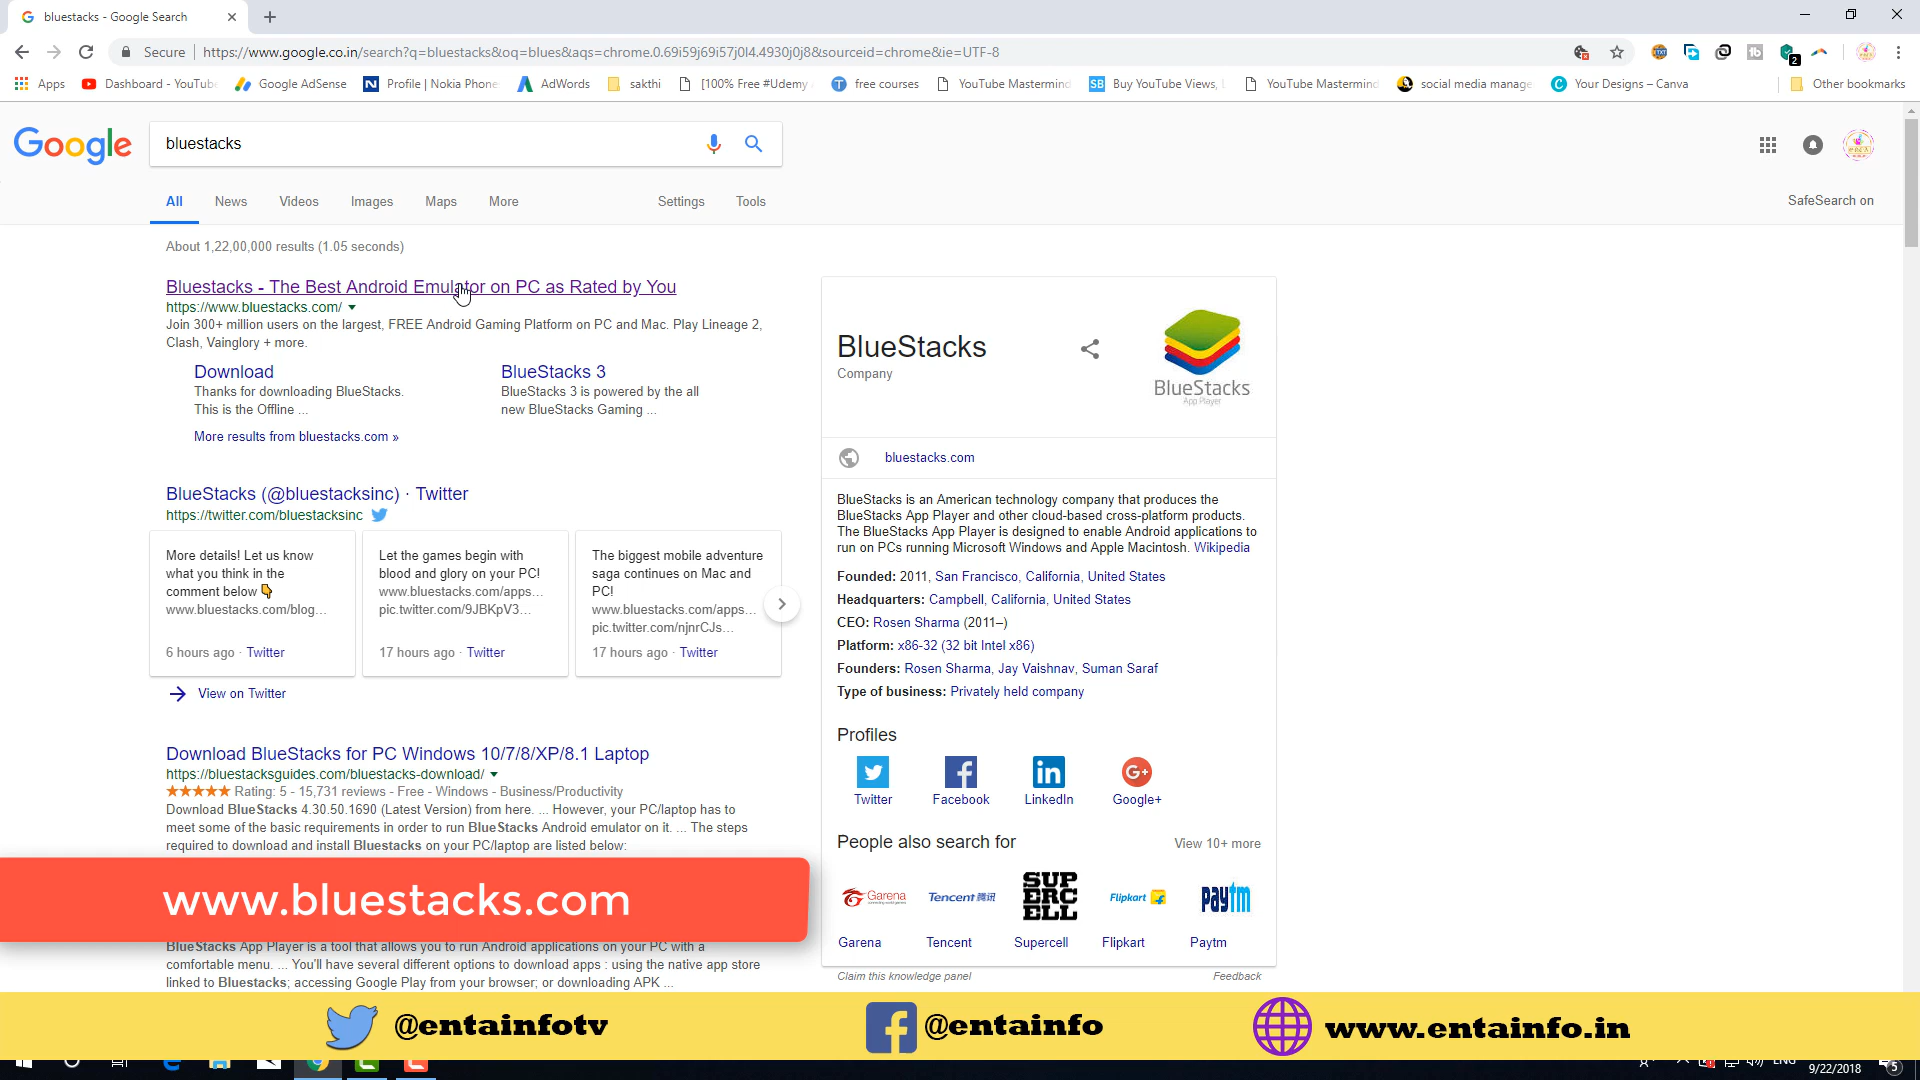 bluestacks - Google Search
Secure
https://www.google.co.in/search?q=bluestacks&oq=blues&aqs=chrome.0.69i59j69i57j0l4.4930j0j8&sourceid=chrome&ie=UTF-8
2
Apps
Dashboard - YouTube
Google AdSense
Profile | Nokia Phone
AdWords
sakthi
[100% Free #Udemy
free courses
YouTube Mastermind
SB
Buy YouTube Views,
YouTube Mastermind
social media manage
Your Designes – Canva
Other bookmarks
Google
bluestacks
All
News
Videos
Images
Maps
More
Settings
Tools
SafeSearch on
About 1,22,00,000 results (1.05 seconds)
Bluestacks - The Best Android Emulator on PC as Rated by You
https://www.bluestacks.com/
Join 300+ million users on the largest, FREE Android Gaming Platform on PC and Mac. Play Lineage 2,
Clash, Vainglory + more.
Download
Thanks for downloading BlueStacks.
This is the Offline ...
BlueStacks 3
BlueStacks 3 is powered by the all
new BlueStacks Gaming ...
More results from bluestacks.com »
BlueStacks (@bluestacksinc) · Twitter
https://twitter.com/bluestacksinc
More details! Let us know
what you think in the
comment below 👇
www.bluestacks.com/blog...
6 hours ago · Twitter
Let the games begin with
blood and glory on your PC!
www.bluestacks.com/apps...
pic.twitter.com/9JBKpV3...
17 hours ago · Twitter
The biggest mobile adventure
saga continues on Mac and
PC!
www.bluestacks.com/apps...
pic.twitter.com/njnrCJs...
17 hours ago · Twitter
View on Twitter
Download BlueStacks for PC Windows 10/7/8/XP/8.1 Laptop
https://bluestacksguides.com/bluestacks-download/
★★★★★ Rating: 5 - 15,731 reviews - Free - Windows - Business/Productivity
Download BlueStacks 4.30.50.1690 (Latest Version) from here. ... However, your PC/laptop has to
meet some of the basic requirements in order to run BlueStacks Android emulator on it. ... The steps
required to download and install Bluestacks on your PC/laptop are listed below:
www.bluestacks.com
BlueStacks App Player is a tool that allows you to run Android applications on your PC with a
comfortable menu. ... You'll have several different options to download apps : using the native app store
linked to Bluestacks; accessing Google Play from your browser; or downloading APK ...
BlueStacks
Company
BlueStacks
App Player
bluestacks.com
BlueStacks is an American technology company that produces the
BlueStacks App Player and other cloud-based cross-platform products.
The BlueStacks App Player is designed to enable Android applications to
run on PCs running Microsoft Windows and Apple Macintosh. Wikipedia
Founded: 2011, San Francisco, California, United States
Headquarters: Campbell, California, United States
CEO: Rosen Sharma (2011–)
Platform: x86-32 (32 bit Intel x86)
Founders: Rosen Sharma, Jay Vaishnav, Suman Saraf
Type of business: Privately held company
Profiles
Twitter
Facebook
LinkedIn
Google+
People also search for
View 10+ more
Garena
Tencent 腾讯
SUPERCELL
Flipkart
paytm
Garena
Tencent
Supercell
Flipkart
Paytm
Claim this knowledge panel
Feedback
@entainfotv
@entainfo
www.entainfo.in
ENG
9/22/2018
5